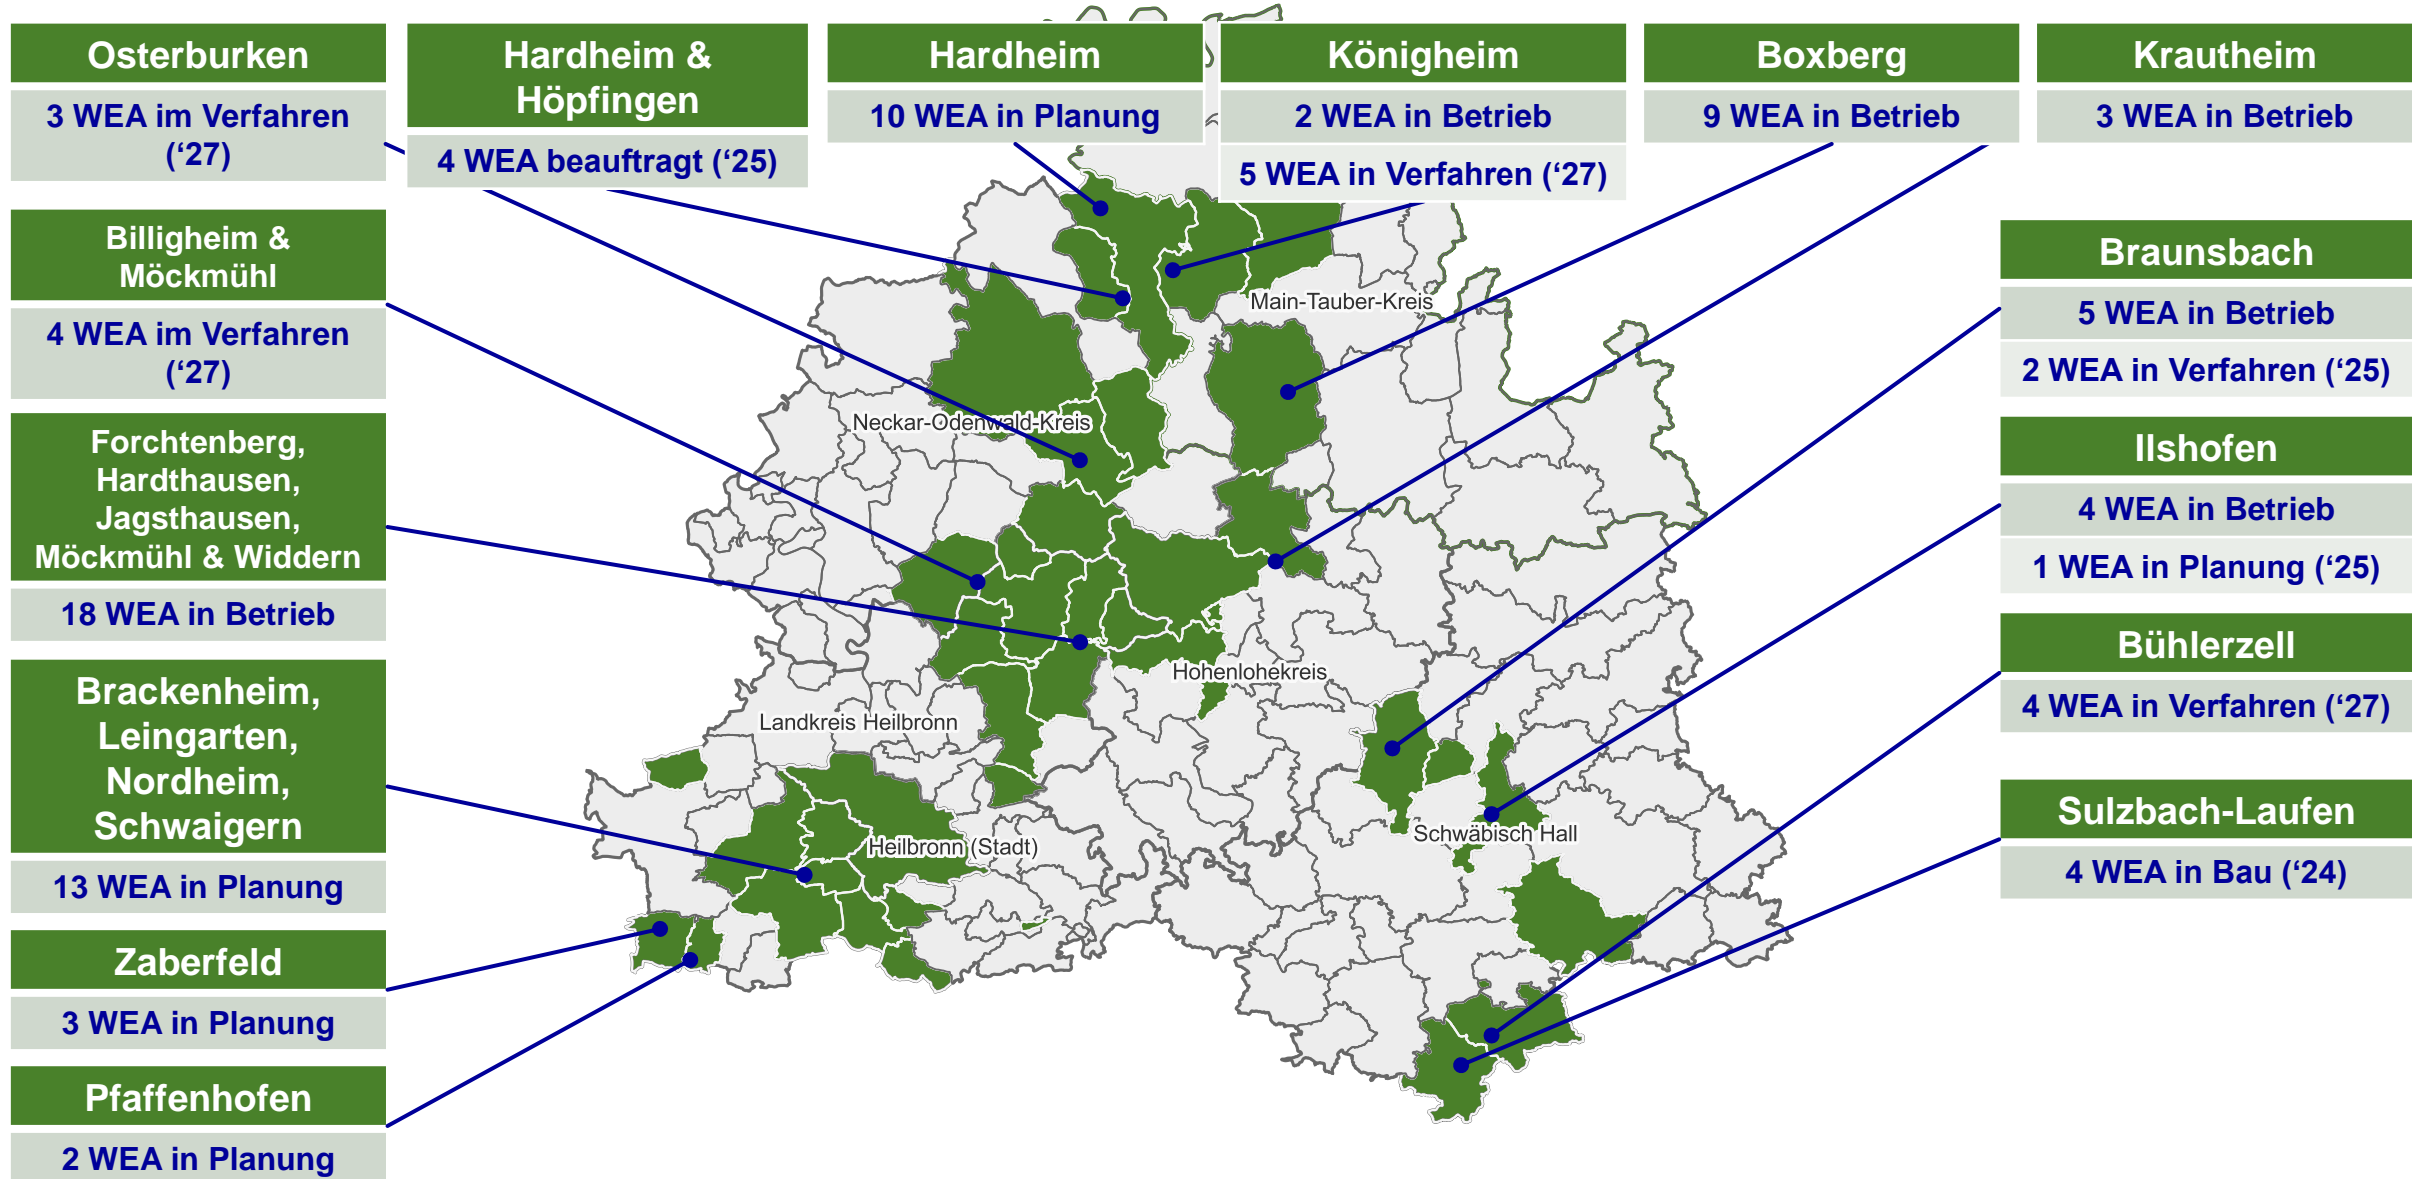 Osterburken
3 WEA im Verfahren
(‘27)
Hardheim &
Höpfingen
4 WEA beauftragt (‘25)
Hardheim
10 WEA in Planung
Königheim
2 WEA in Betrieb
5 WEA in Verfahren (‘27)
Boxberg
9 WEA in Betrieb
Krautheim
3 WEA in Betrieb
Billigheim &
Möckmühl
4 WEA im Verfahren
(‘27)
Forchtenberg,
Hardthausen,
Jagsthausen,
Möckmühl & Widdern
18 WEA in Betrieb
Brackenheim,
Leingarten,
Nordheim,
Schwaigern
13 WEA in Planung
Zaberfeld
3 WEA in Planung
Pfaffenhofen
2 WEA in Planung
Main-Tauber-Kreis
Neckar-Odenwald-Kreis
Hohenlohekreis
Landkreis Heilbronn
Schwäbisch Hall
Heilbronn (Stadt)
Braunsbach
5 WEA in Betrieb
2 WEA in Verfahren (‘25)
Ilshofen
4 WEA in Betrieb
1 WEA in Planung (‘25)
Bühlerzell
4 WEA in Verfahren (‘27)
Sulzbach-Laufen
4 WEA in Bau (‘24)